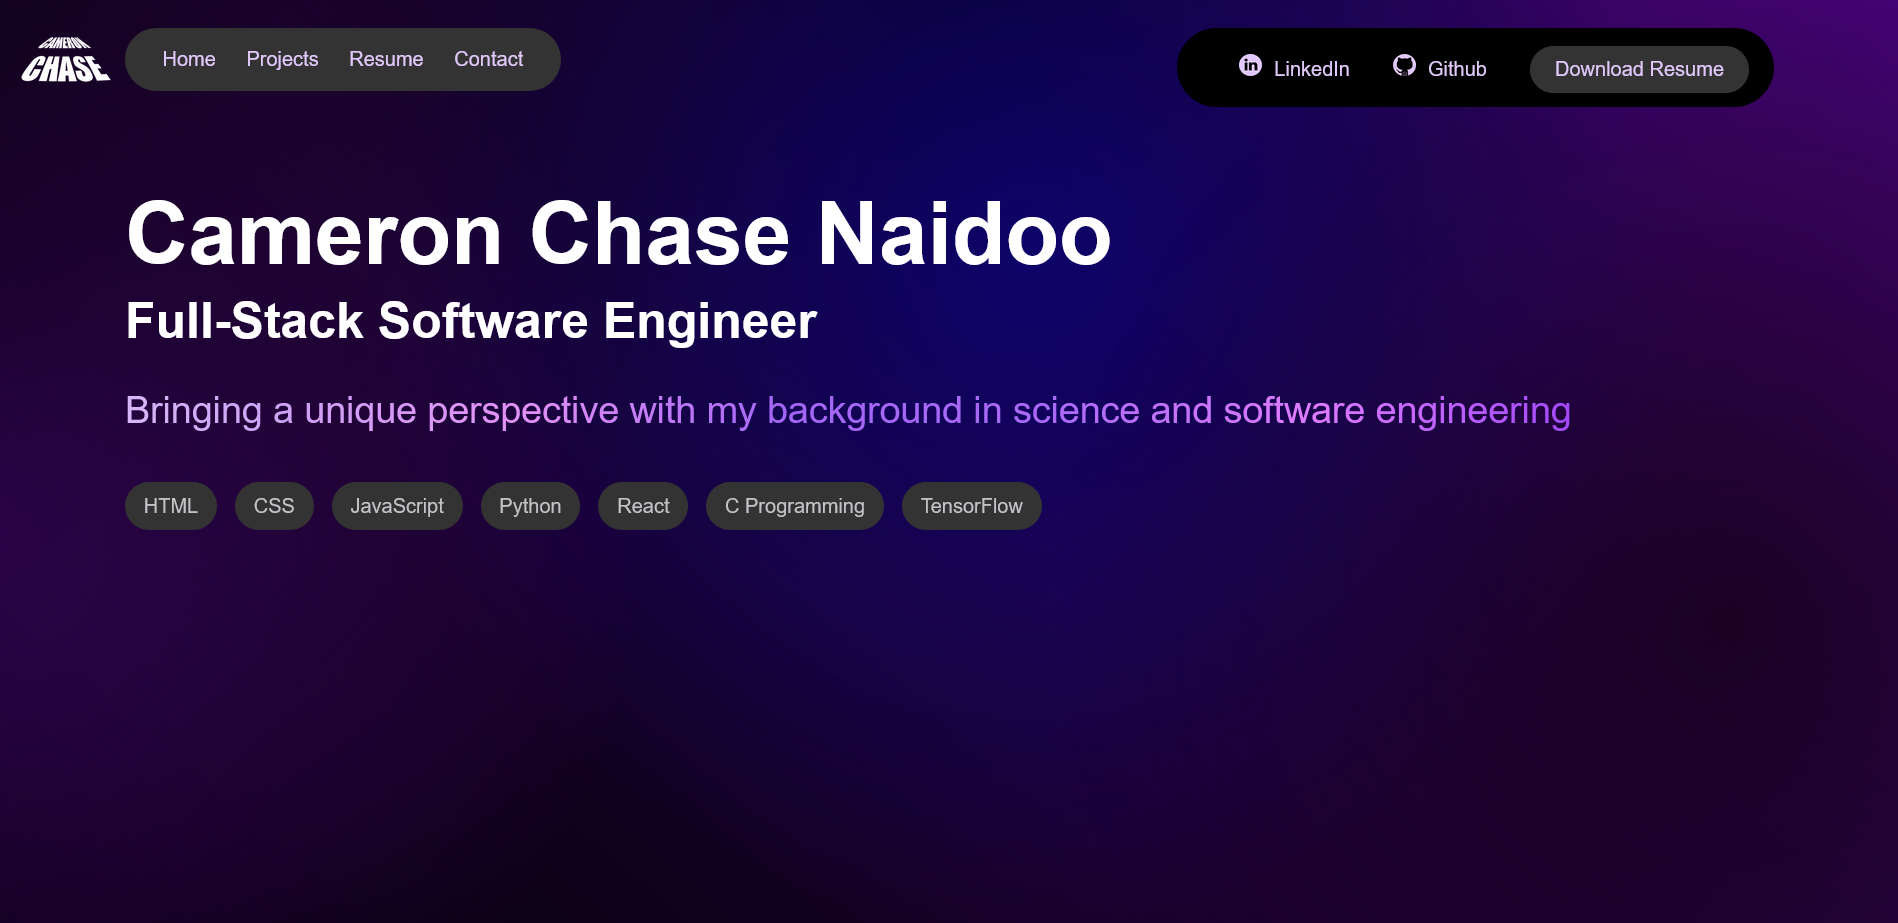 CAMERON
CHASE
Home Projects Resume Contact
LinkedIn Github Download Resume
Cameron Chase Naidoo
Full-Stack Software Engineer
Bringing a unique perspective with my background in science and software engineering
HTML CSS JavaScript Python React C Programming TensorFlow